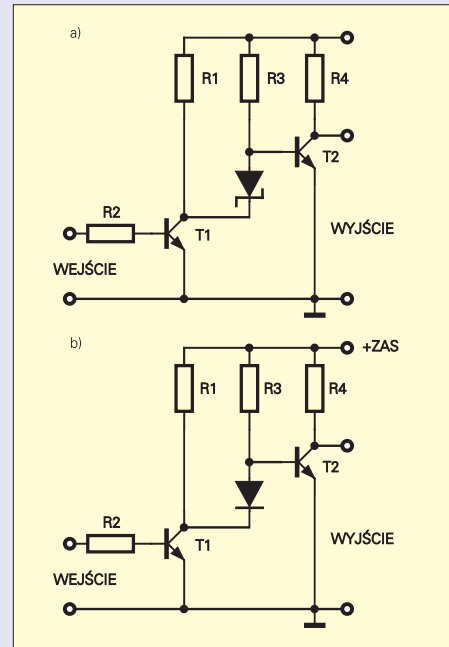 a)
R1
R3
R4
T2
R2
T1
WYJŚCIE
WEJŚCIE
b)
+ZAS
R1
R3
R4
T2
R2
T1
WYJŚCIE
WEJŚCIE